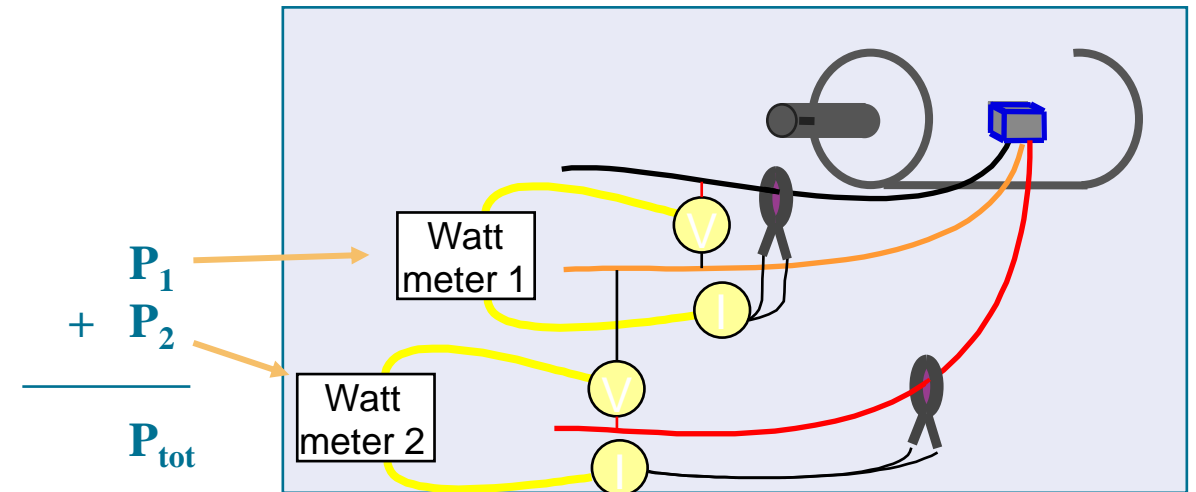 P1
+ P2
Ptot
Watt
meter 1
V
I
Watt
meter 2
V
I